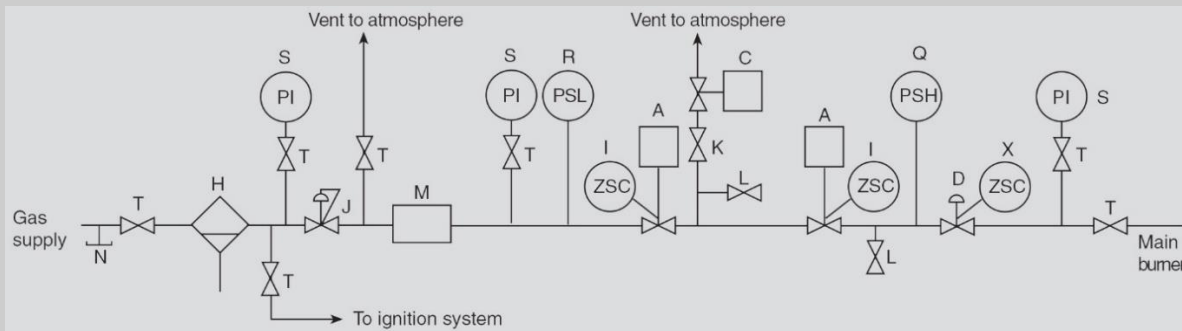 Vent to atmosphere
Vent to atmosphere
S
S
R
C
Q
PI
PI
PSL
PSH
PI
S
A
A
T
T
T
I
K
I
X
T
H
M
ZSC
ZSC
D
ZSC
T
J
L
T
Gas
supply
N
T
L
Main
burner
To ignition system